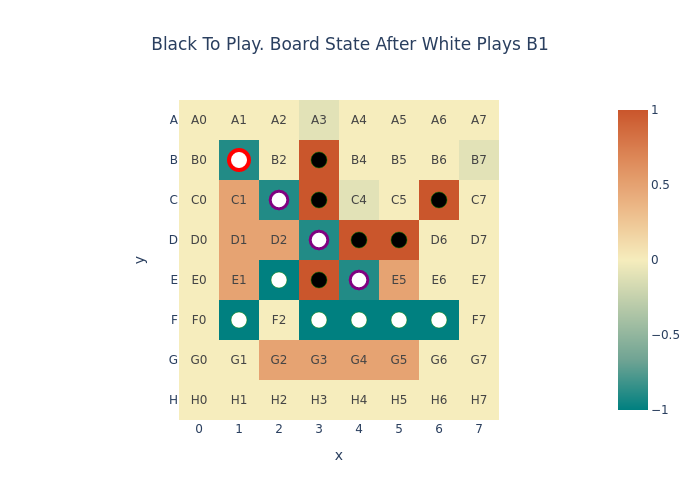 Black To Play. Board State After White Plays B1
A A0 A1 A2 A3 A4 A5 A6 A7
B B0 B2 B4 B5 B6 B7
C C0 C1 C4 C5 C7
D D0 D1 D2 D6 D7
E E0 E1 E5 E6 E7
F F0 F2 F7
G G0 G1 G2 G3 G4 G5 G6 G7
H H0 H1 H2 H3 H4 H5 H6 H7
0 1 2 3 4 5 6 7
x
y
1
0.5
0
−0.5
−1